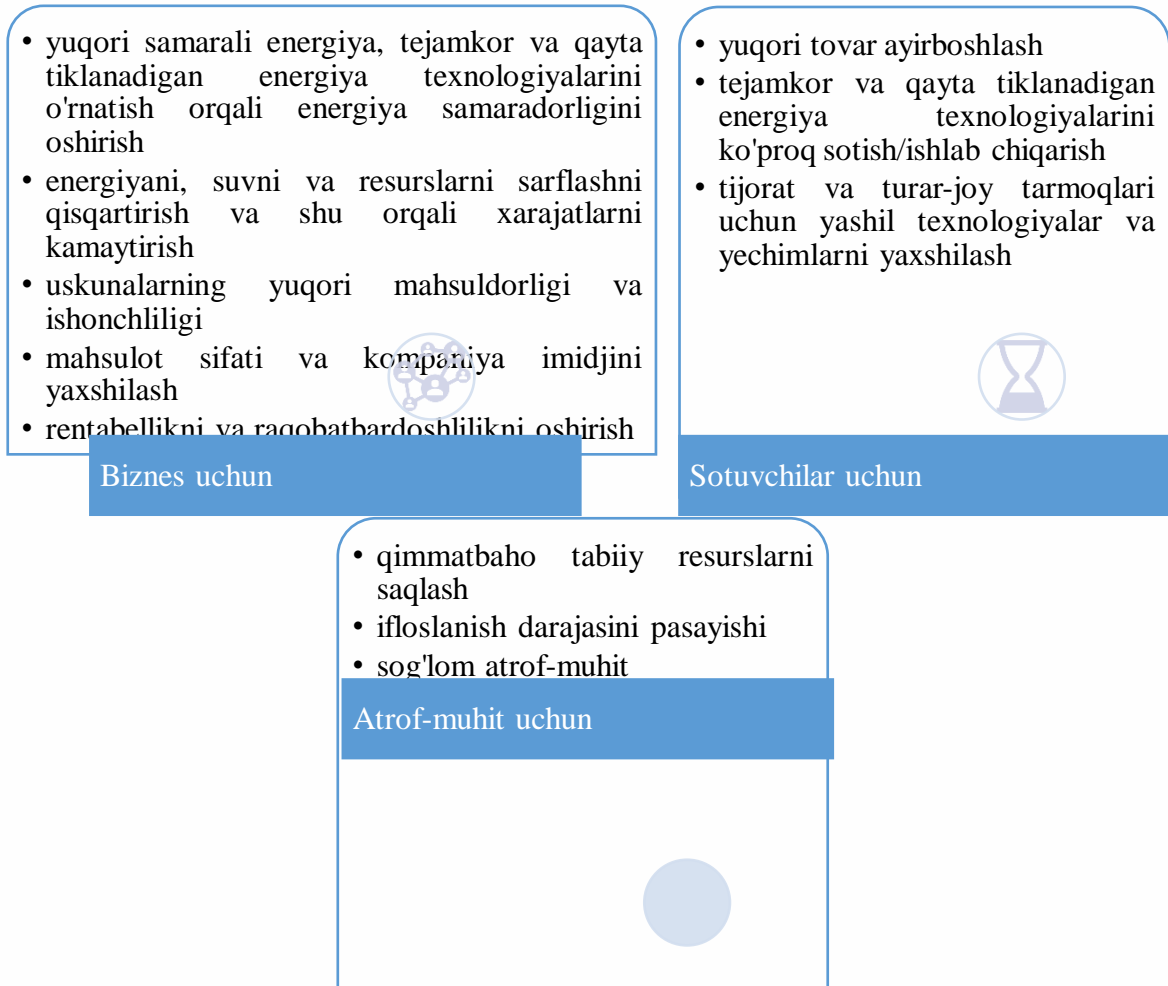 • yuqori samarali energiya, tejamkor va qayta
tiklanadigan energiya texnologiyalarini
o'rnatish orqali energiya samaradorligini
oshirish
• energiyani, suvni va resurslarni sarflashni
qisqartirish va shu orqali xarajatlarni
kamaytirish
• uskunalarning yuqori mahsuldorligi va
ishonchliligi
• mahsulot sifati va kompaniya imidjini
yaxshilash
• rentabellikni va raqobatbardoshlilikni oshirish
Biznes uchun
• yuqori tovar ayirboshlash
• tejamkor va qayta tiklanadigan
energiya texnologiyalarini
ko'proq sotish/ishlab chiqarish
• tijorat va turar-joy tarmoqlari
uchun yashil texnologiyalar va
yechimlarni yaxshilash
Sotuvchilar uchun
• qimmatbaho tabiiy resurslarni
saqlash
• ifloslanish darajasini pasayishi
• sog'lom atrof-muhit
Atrof-muhit uchun